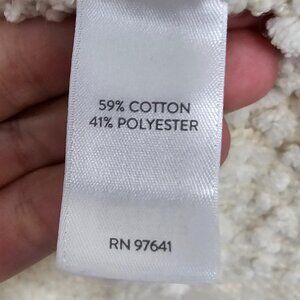 59% COTTON
41% POLYESTER
RN 97641